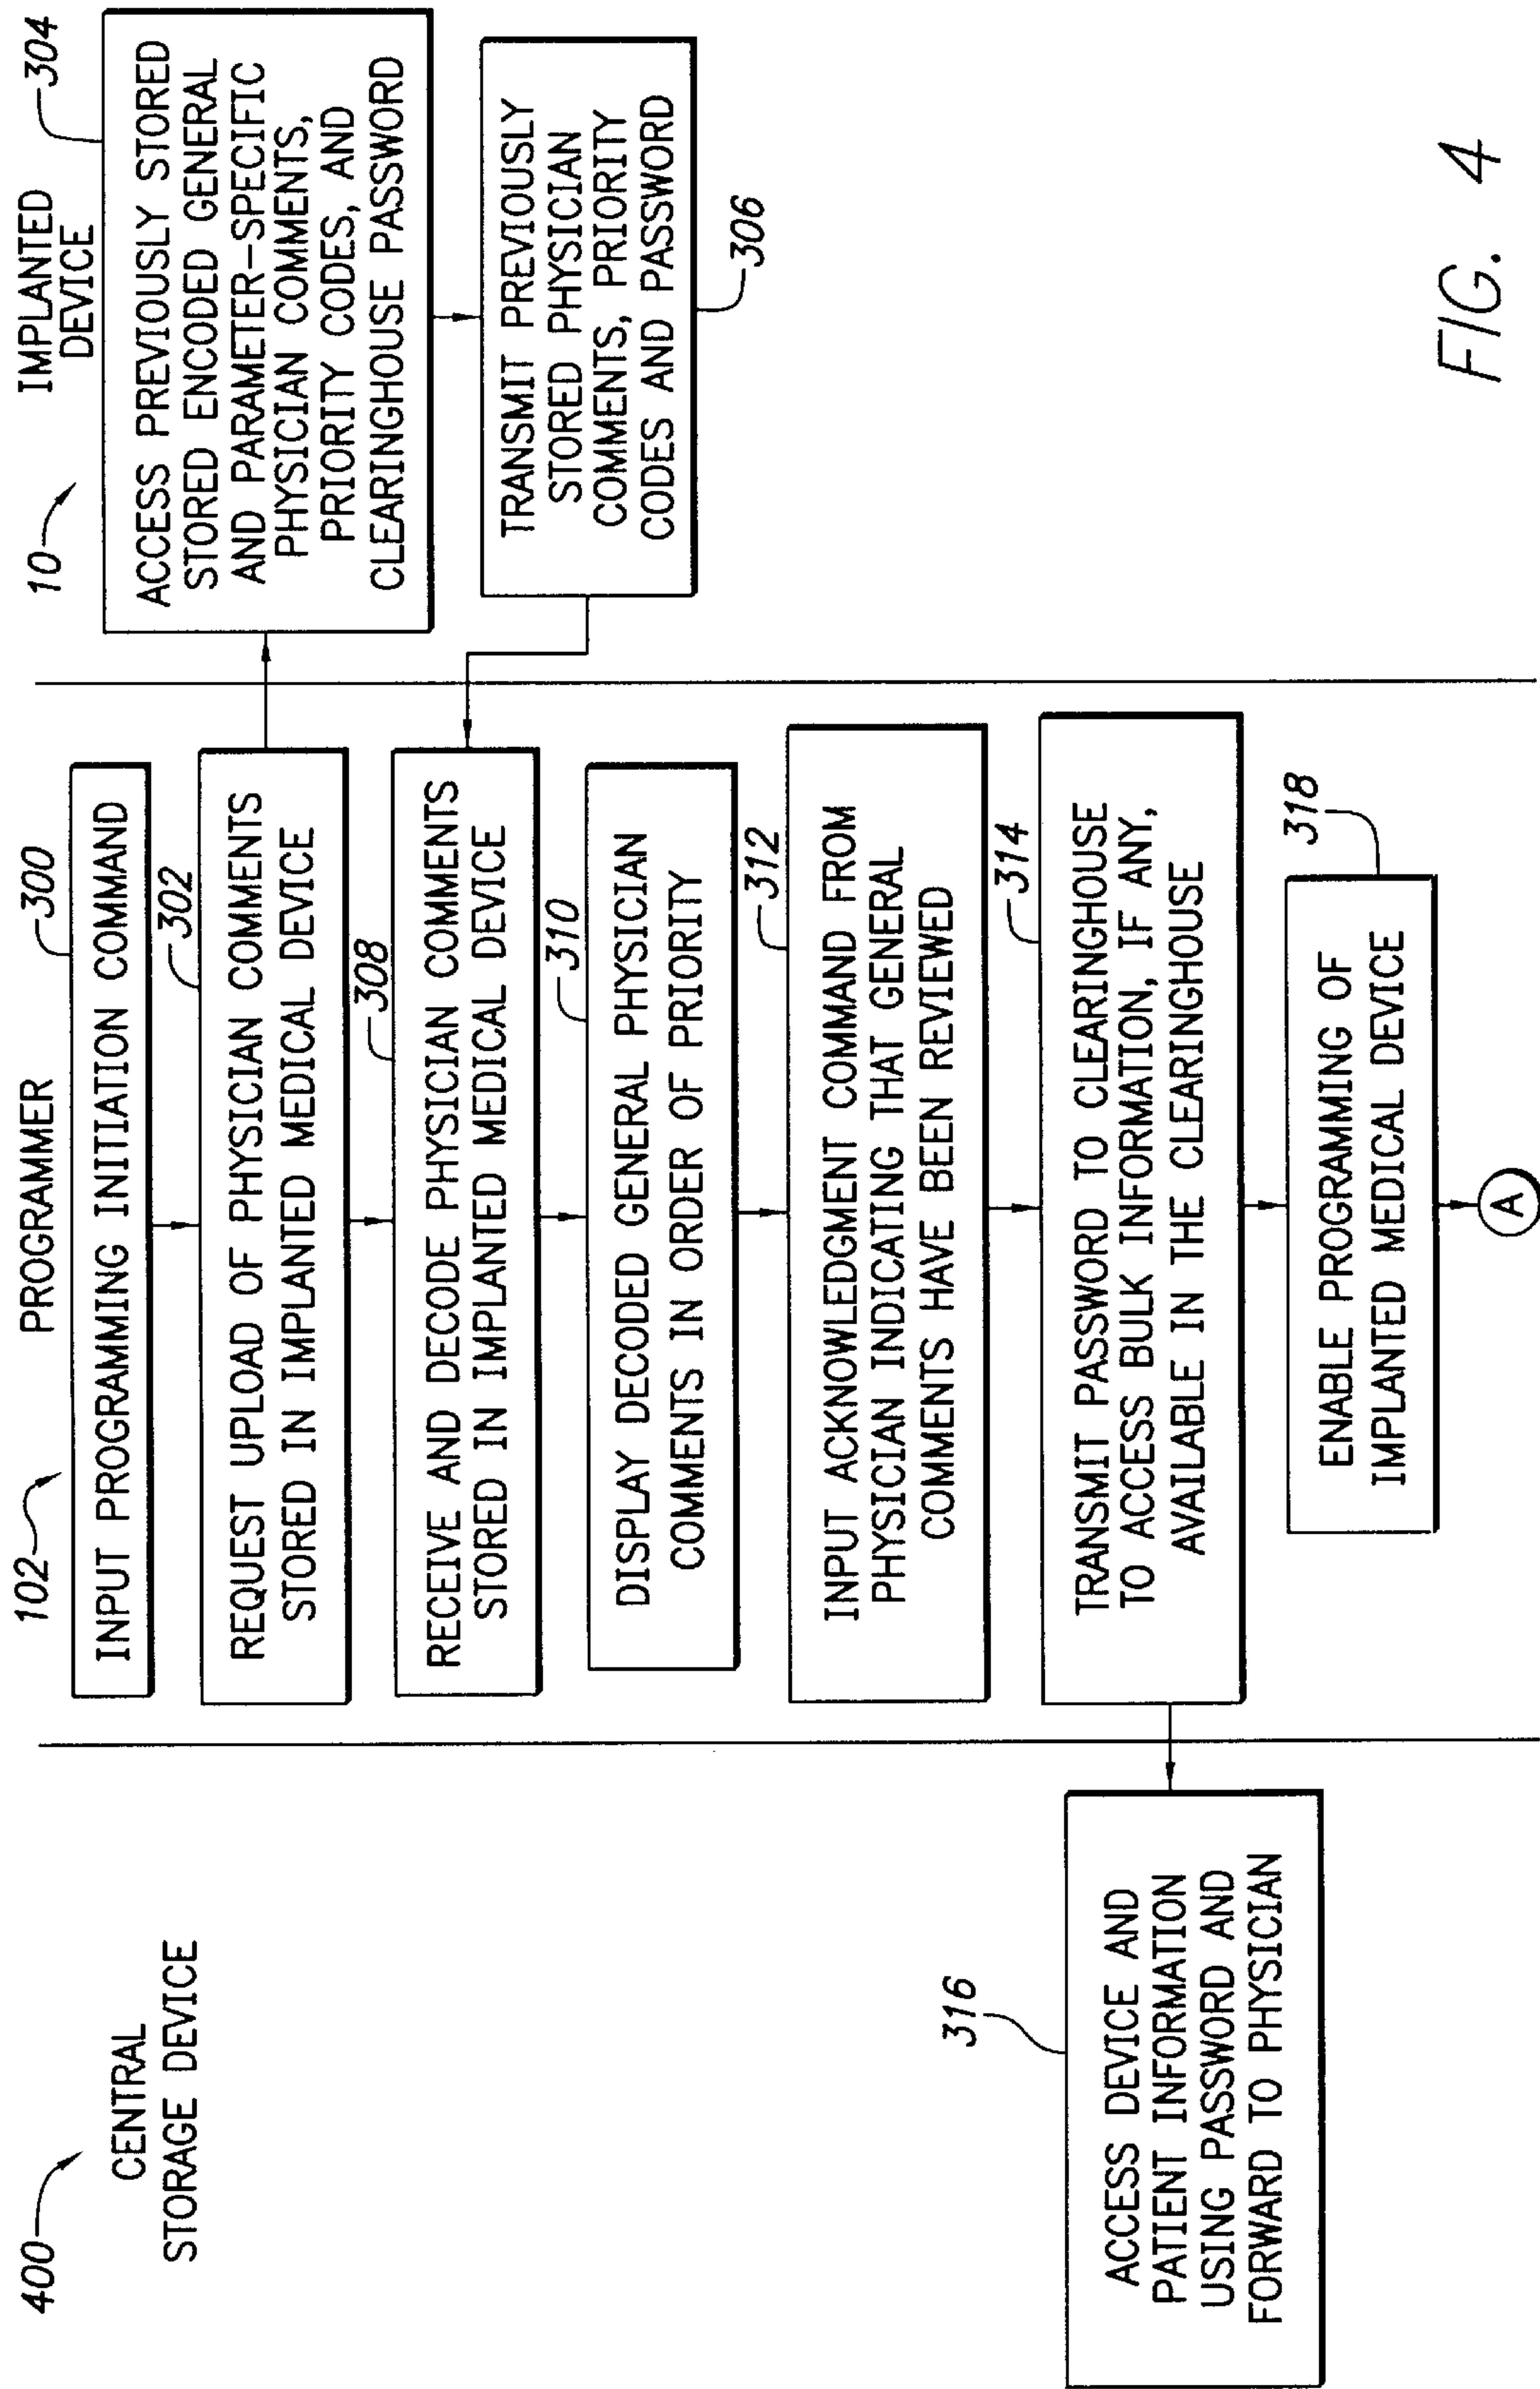 400
CENTRAL
STORAGE DEVICE
102
PROGRAMMER
10
IMPLANTED
DEVICE
300
INPUT PROGRAMMING INITIATION COMMAND
302
REQUEST UPLOAD OF PHYSICIAN COMMENTS
STORED IN IMPLANTED MEDICAL DEVICE
304
ACCESS PREVIOUSLY STORED
STORED ENCODED GENERAL
AND PARAMETER-SPECIFIC
PHYSICIAN COMMENTS,
PRIORITY CODES, AND
CLEARINGHOUSE PASSWORD
TRANSMIT PREVIOUSLY
STORED PHYSICIAN
COMMENTS, PRIORITY
CODES AND PASSWORD
306
308
RECEIVE AND DECODE PHYSICIAN COMMENTS
STORED IN IMPLANTED MEDICAL DEVICE
310
DISPLAY DECODED GENERAL PHYSICIAN
COMMENTS IN ORDER OF PRIORITY
312
INPUT ACKNOWLEDGMENT COMMAND FROM
PHYSICIAN INDICATING THAT GENERAL
COMMENTS HAVE BEEN REVIEWED
314
TRANSMIT PASSWORD TO CLEARINGHOUSE
TO ACCESS BULK INFORMATION, IF ANY,
AVAILABLE IN THE CLEARINGHOUSE
316
ACCESS DEVICE AND
PATIENT INFORMATION
USING PASSWORD AND
FORWARD TO PHYSICIAN
318
ENABLE PROGRAMMING OF
IMPLANTED MEDICAL DEVICE
A
FIG. 4